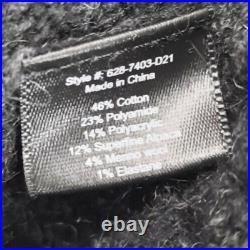 Style #: 628-7403-D21
Made in China
46% Cotton
23% Polyamide
14% Polyacrylic
12% Superfine Alpaca
4% Merino wool
1% Elastane